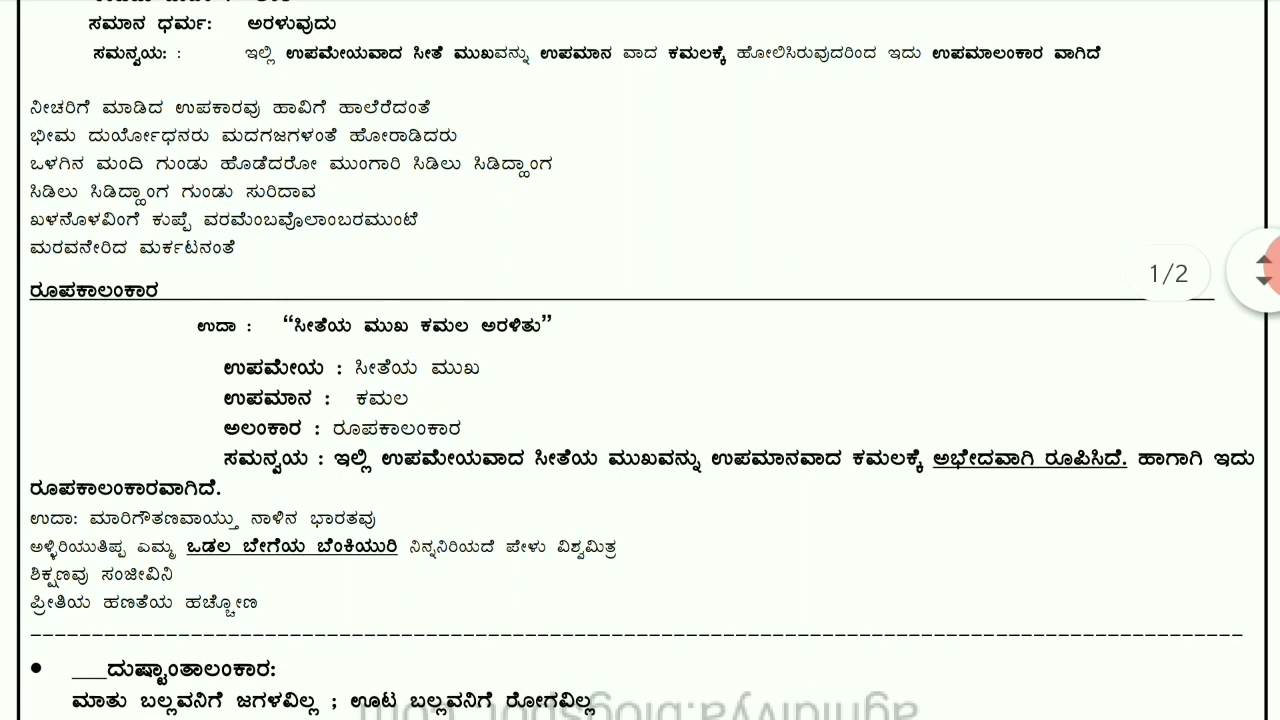 ಸಮಾನ ಧರ್ಮ: ಅರಳುವುದು
ಸಮನ್ವಯ: : ಇಲ್ಲಿ ಉಪಮೇಯವಾದ ಸೀತೆ ಮುಖವನ್ನು ಉಪಮಾನ ವಾದ ಕಮಲಕ್ಕೆ ಹೋಲಿಸಿರುವುದರಿಂದ ಇದು ಉಪಮಾಲಂಕಾರ ವಾಗಿದೆ
ನೀಚರಿಗೆ ಮಾಡಿದ ಉಪಕಾರವು ಹಾವಿಗೆ ಹಾಲೆರೆದಂತೆ
ಭೀಮ ದುರ್ಯೋಧನರು ಮದಗಜಗಳಂತೆ ಹೋರಾಡಿದರು
ಒಳಗಿನ ಮಂದಿ ಗುಂಡು ಹೊಡೆದರೋ ಮುಂಗಾರಿ ಸಿಡಿಲು ಸಿಡಿದ್ಹಾಂಗ
ಸಿಡಿಲು ಸಿಡಿದ್ಹಾಂಗ ಗುಂಡು ಸುರಿದಾವ
ಖಳನೊಳವಿಂಗೆ ಕುಪ್ಪೆ ವರಮೆಂಬವೊಲಾಂಬರಮುಂಟೆ
ಮರವನೇರಿದ ಮರ್ಕಟನಂತೆ
1/2
ರೂಪಕಾಲಂಕಾರ
ಉದಾ : “ಸೀತೆಯ ಮುಖ ಕಮಲ ಅರಳಿತು”
ಉಪಮೇಯ : ಸೀತೆಯ ಮುಖ
ಉಪಮಾನ : ಕಮಲ
ಅಲಂಕಾರ : ರೂಪಕಾಲಂಕಾರ
ಸಮನ್ವಯ : ಇಲ್ಲಿ ಉಪಮೇಯವಾದ ಸೀತೆಯ ಮುಖವನ್ನು ಉಪಮಾನವಾದ ಕಮಲಕ್ಕೆ ಅಭೇದವಾಗಿ ರೂಪಿಸಿದೆ. ಹಾಗಾಗಿ ಇದು
ರೂಪಕಾಲಂಕಾರವಾಗಿದೆ.
ಉದಾ: ಮಾರಿಗೌತಣವಾಯ್ತು ನಾಳಿನ ಭಾರತವು
ಅಳ್ಳಿರಿಯುತಿಪ್ಪ ಎಮ್ಮ ಒಡಲ ಬೇಗೆಯ ಬೆಂಕಿಯುರಿ ನಿನ್ನನಿರಿಯದೆ ಪೇಳು ವಿಶ್ವಮಿತ್ರ
ಶಿಕ್ಷಣವು ಸಂಜೀವಿನಿ
ಪ್ರೀತಿಯ ಹಣತೆಯ ಹಚ್ಚೋಣ
• ___ದುಷ್ಟಾಂತಾಲಂಕಾರ:
ಮಾತು ಬಲ್ಲವನಿಗೆ ಜಗಳವಿಲ್ಲ ; ಊಟ ಬಲ್ಲವನಿಗೆ ರೋಗವಿಲ್ಲ